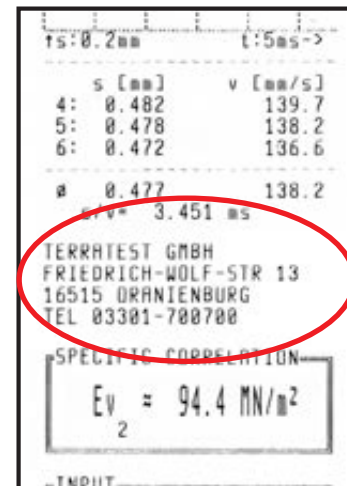 ↑s:0.2mm t:5ms->
s [mm] v [mm/s]
4: 0.482 139.7
5: 0.478 138.2
6: 0.472 136.6
ø 0.477 138.2
s/v= 3.451 ms
TERRATEST GMBH
FRIEDRICH-WOLF-STR 13
16515 ORANIENBURG
TEL 03301-700700
SPECIFIC CORRELATION
Ev2 = 94.4 MN/m²
INPUT